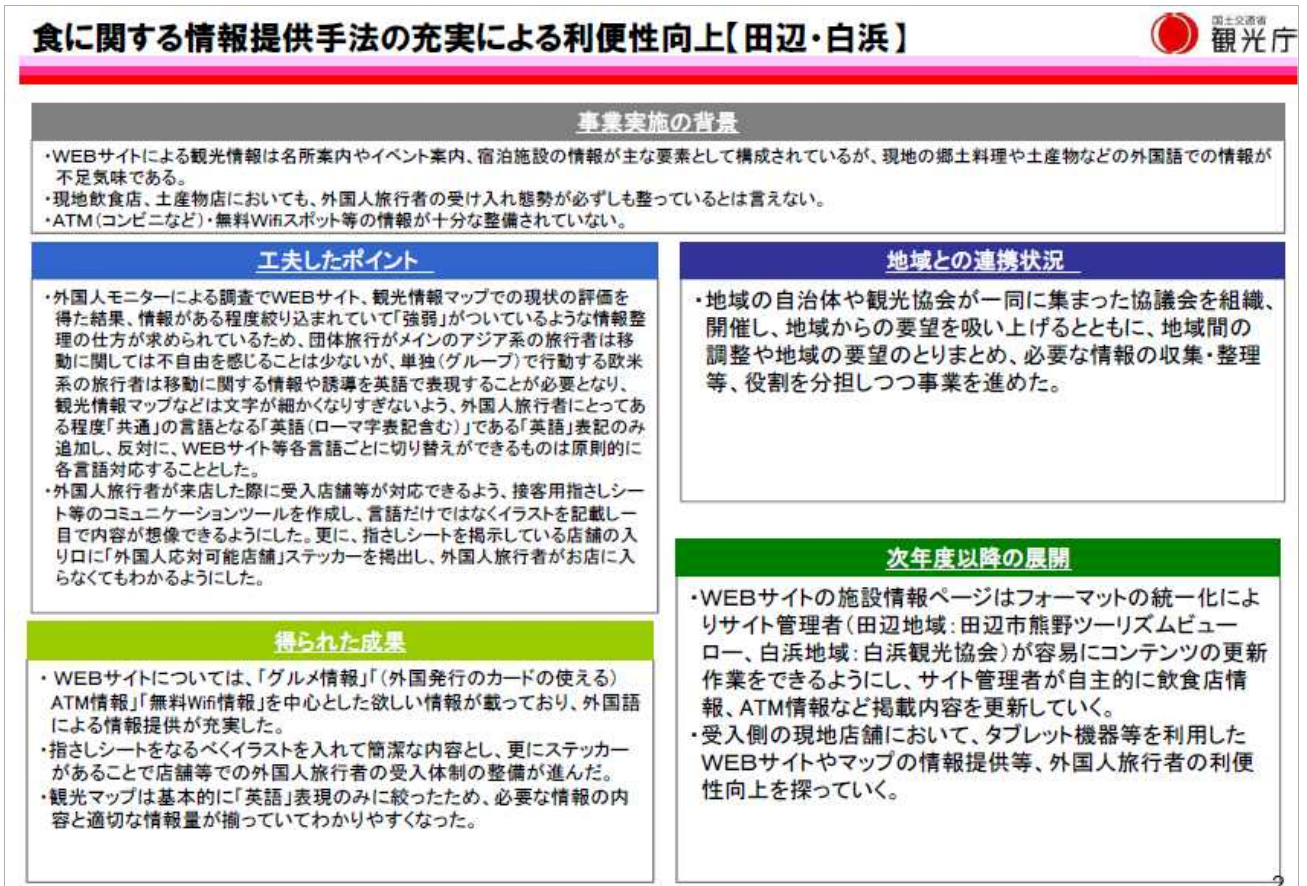 食に関する情報提供手法の充実による利便性向上【田辺・白浜】
国土交通省
観光庁
事業実施の背景
・WEBサイトによる観光情報は名所案内やイベント案内、宿泊施設の情報が主な要素として構成されているが、現地の郷土料理や土産物などの外国語での情報が
不足気味である。
・現地飲食店、土産物店においても、外国人旅行者の受け入れ態勢が必ずしも整っているとは言えない。
・ATM(コンビニなど)・無料Wifiスポット等の情報が十分な整備されていない。
工夫したポイント
・外国人モニターによる調査でWEBサイト、観光情報マップでの現状の評価を
得た結果、情報がある程度絞り込まれていて「強弱」がついているような情報整
理の仕方が求められているため、団体旅行がメインのアジア系の旅行者は移
動に関しては不自由を感じることは少ないが、単独(グループ)で行動する欧米
系の旅行者は移動に関する情報や誘導を英語で表現することが必要となり、
観光情報マップなどは文字が細かくなりすぎないよう、外国人旅行者にとってあ
る程度「共通」の言語となる「英語(ローマ字表記含む)」である「英語」表記のみ
追加し、反対に、WEBサイト等各言語ごとに切り替えができるものは原則的に
各言語対応することとした。
・外国人旅行者が来店した際に受入店舗等が対応できるよう、接客用指さしシー
ト等のコミュニケーションツールを作成し、言語だけではなくイラストを記載し一
目で内容が想像できるようにした。更に、指さしシートを掲示している店舗の入
り口に「外国人応対可能店舗」ステッカーを掲出し、外国人旅行者がお店に入
らなくてもわかるようにした。
得られた成果
・ WEBサイトについては、「グルメ情報」「(外国発行のカードの使える)
ATM情報」「無料Wifi情報」を中心とした欲しい情報が載っており、外国語
による情報提供が充実した。
・指さしシートをなるべくイラストを入れて簡潔な内容とし、更にステッカー
があることで店舗等での外国人旅行者の受入体制の整備が進んだ。
・観光マップは基本的に「英語」表現のみに絞ったため、必要な情報の内
容と適切な情報量が揃っていてわかりやすくなった。
地域との連携状況
・地域の自治体や観光協会が一同に集まった協議会を組織、
開催し、地域からの要望を吸い上げるとともに、地域間の
調整や地域の要望のとりまとめ、必要な情報の収集・整理
等、役割を分担しつつ事業を進めた。
次年度以降の展開
・WEBサイトの施設情報ページはフォーマットの統一化によ
りサイト管理者(田辺地域:田辺市熊野ツーリズムビュー
ロー、白浜地域:白浜観光協会)が容易にコンテンツの更新
作業をできるようにし、サイト管理者が自主的に飲食店情
報、ATM情報など掲載内容を更新していく。
・受入側の現地店舗において、タブレット機器等を利用した
WEBサイトやマップの情報提供等、外国人旅行者の利便
性向上を探っていく。
2